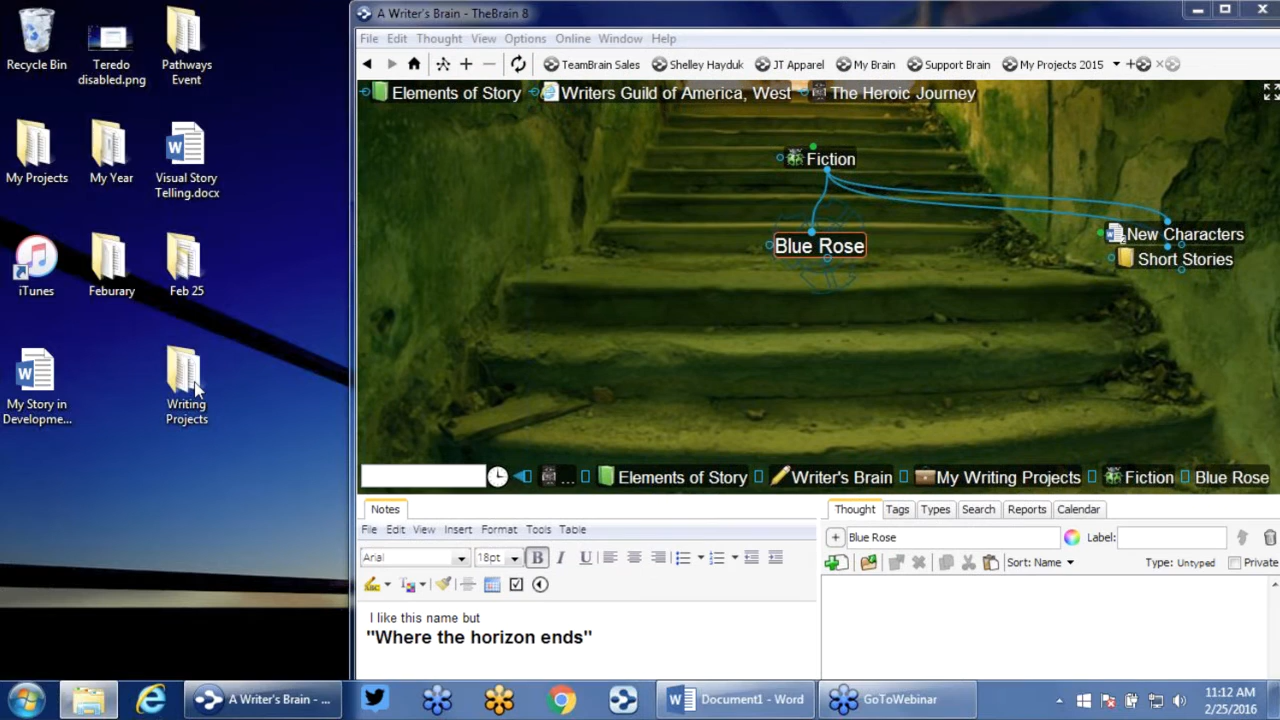 Recycle Bin
Teredo disabled.png
Pathways Event
My Projects
My Year
Visual Story Telling.docx
iTunes
Feburary
Feb 25
My Story in Developme...
Writing Projects
A Writer's Brain - TheBrain 8
File Edit Thought View Options Online Window Help
TeamBrain Sales Shelley Hayduk JT Apparel My Brain Support Brain My Projects 2015
Elements of Story Writers Guild of America, West The Heroic Journey
Fiction
Blue Rose
New Characters
Short Stories
... Elements of Story Writer's Brain My Writing Projects Fiction Blue Rose
Notes
File Edit View Insert Format Tools Table
Arial 18pt B I U
I like this name but
"Where the horizon ends"
Thought Tags Types Search Reports Calendar
Blue Rose Label:
Sort: Name Type: Untyped Private
A Writer's Brain - ...
Document1 - Word
GoToWebinar
11:12 AM
2/25/2016